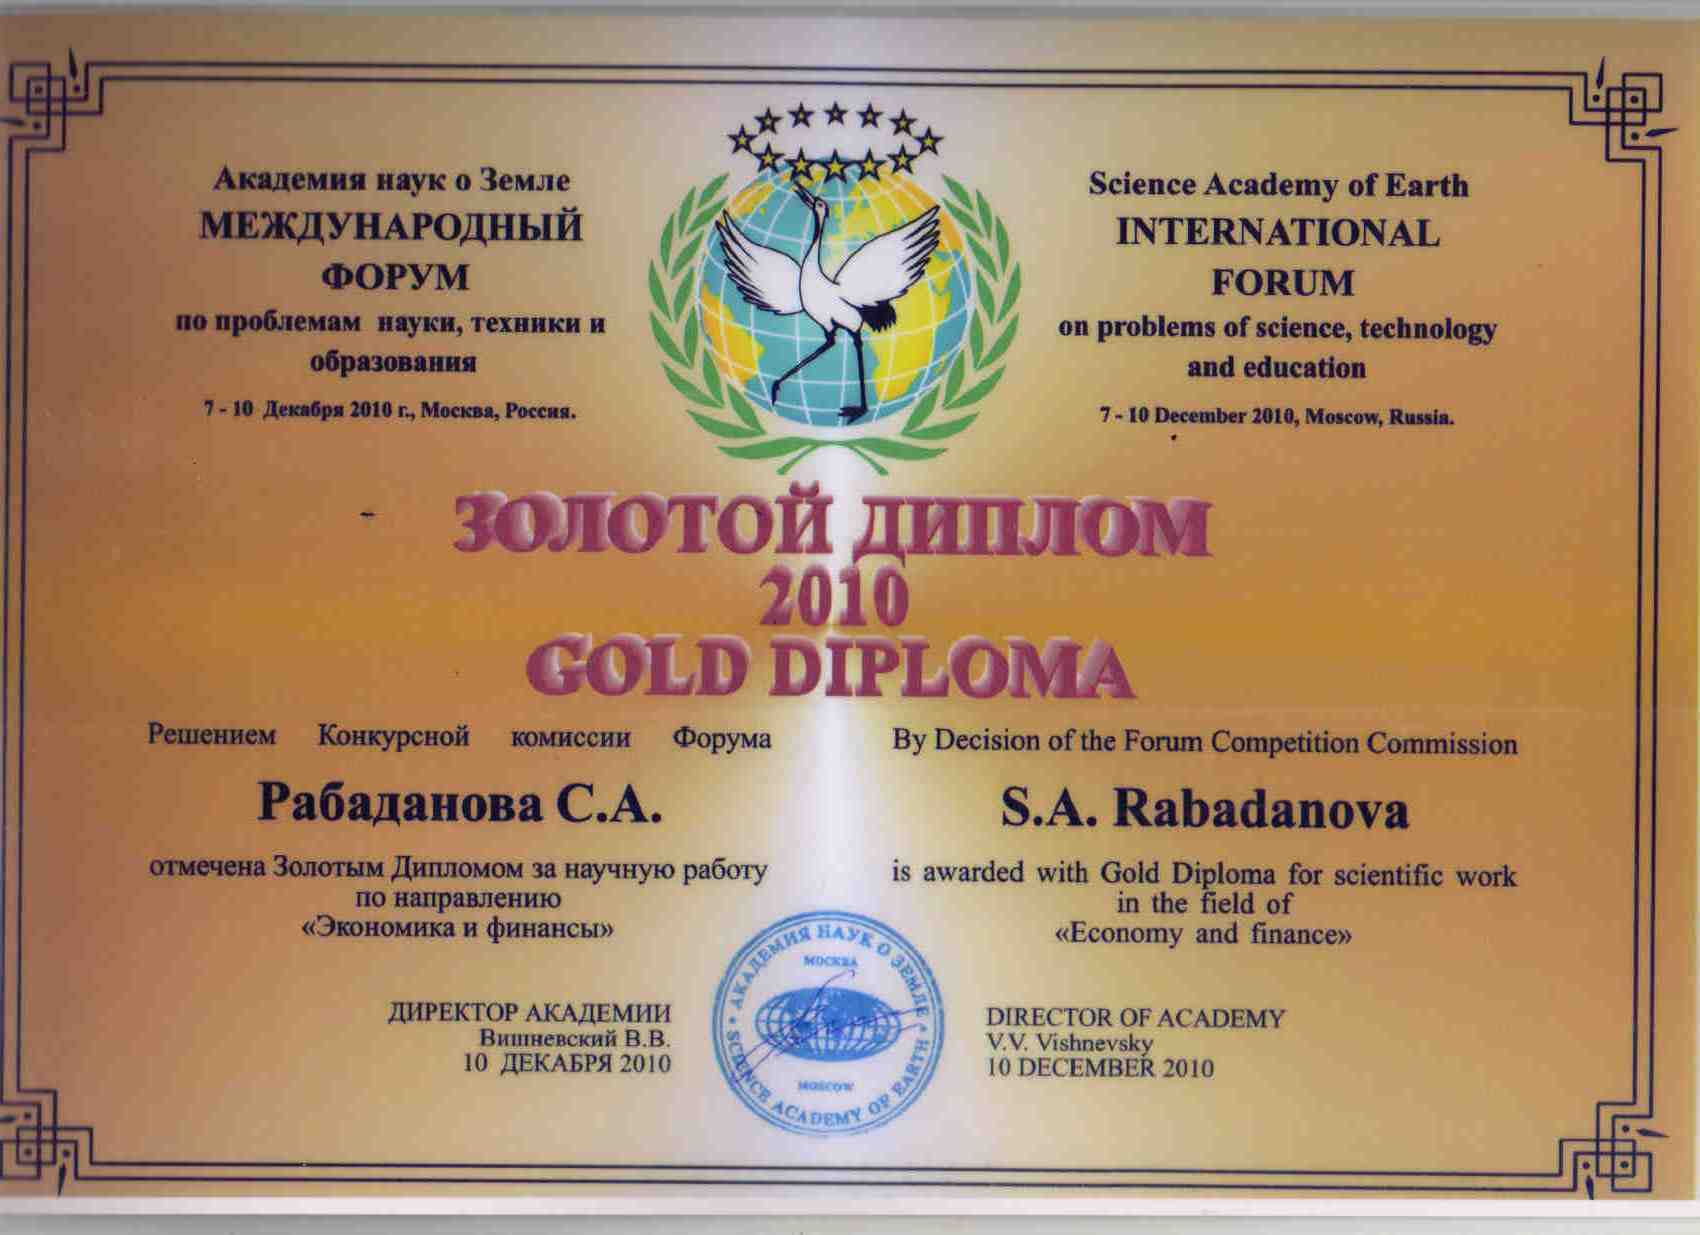 Академия наук о Земле
МЕЖДУНАРОДНЫЙ
ФОРУМ
по проблемам науки, техники и
образования
7 - 10 Декабря 2010 г., Москва, Россия.
Science Academy of Earth
INTERNATIONAL
FORUM
on problems of science, technology
and education
7 - 10 December 2010, Moscow, Russia.
ЗОЛОТОЙ ДИПЛОМ
2010
GOLD DIPLOMA
Решением Конкурсной комиссии Форума
Рабаданова С.А.
отмечена Золотым Дипломом за научную работу
по направлению
«Экономика и финансы»
By Decision of the Forum Competition Commission
S.A. Rabadanova
is awarded with Gold Diploma for scientific work
in the field of
«Economy and finance»
ДИРЕКТОР АКАДЕМИИ
Вишневский В.В.
10 ДЕКАБРЯ 2010
АКАДЕМИЯ НАУК О ЗЕМЛЕ
МОСКВА
MOSCOW
SCIENCE ACADEMY OF EARTH
DIRECTOR OF ACADEMY
V.V. Vishnevsky
10 DECEMBER 2010